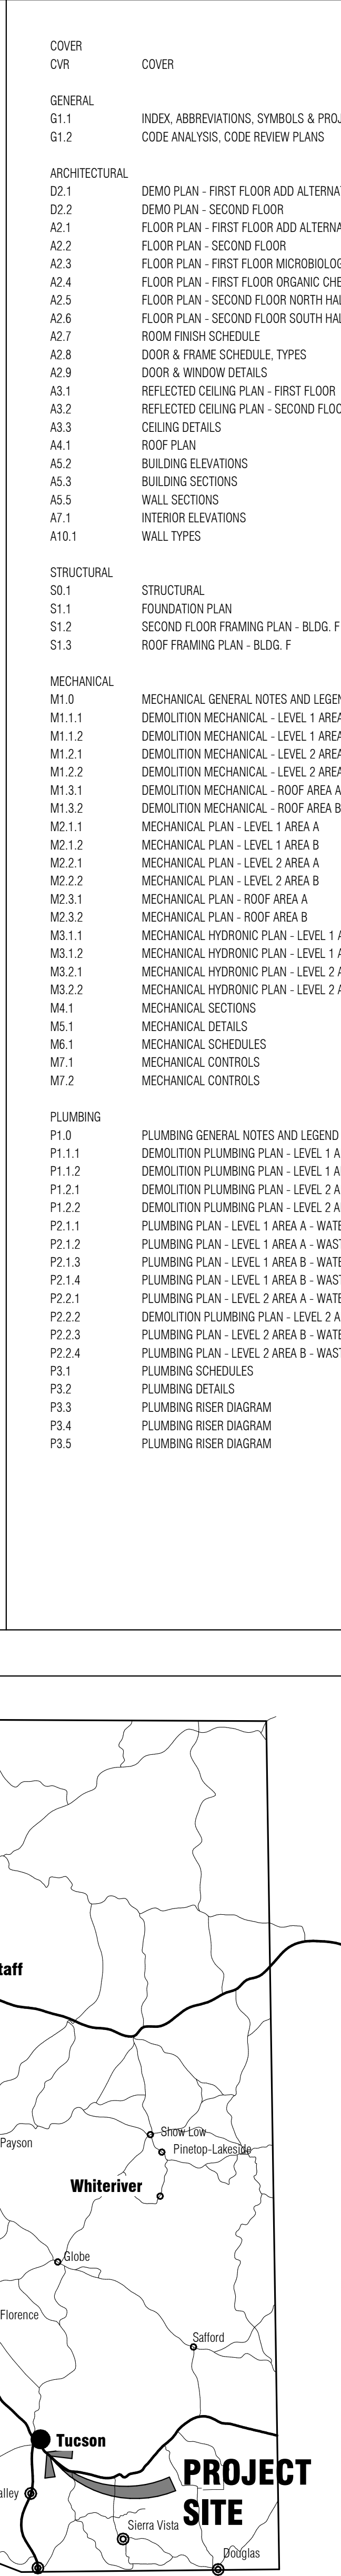 COVER
CVR COVER
GENERAL
G1.1 INDEX, ABBREVIATIONS, SYMBOLS &
G1.2 CODE ANALYSIS, CODE REVIEW PLANS
ARCHITECTURAL
D2.1 DEMO PLAN - FIRST FLOOR ADD
D2.2 DEMO PLAN - SECOND FLOOR
A2.1 FLOOR PLAN - FIRST FLOOR ADD
A2.2 FLOOR PLAN - SECOND FLOOR
A2.3 FLOOR PLAN - FIRST FLOOR
A2.4 FLOOR PLAN - FIRST FLOOR ORGANIC
A2.5 FLOOR PLAN - SECOND FLOOR NORTH
A2.6 FLOOR PLAN - SECOND FLOOR SOUTH
A2.7 ROOM FINISH SCHEDULE
A2.8 DOOR & FRAME SCHEDULE, TYPES
A2.9 DOOR & WINDOW DETAILS
A3.1 REFLECTED CEILING PLAN - FIRST FLOOR
A3.2 REFLECTED CEILING PLAN - SECOND
A3.3 CEILING DETAILS
A4.1 ROOF PLAN
A5.2 BUILDING ELEVATIONS
A5.3 BUILDING SECTIONS
A5.5 WALL SECTIONS
A7.1 INTERIOR ELEVATIONS
A10.1 WALL TYPES
STRUCTURAL
S0.1 STRUCTURAL
S1.1 FOUNDATION PLAN
S1.2 SECOND FLOOR FRAMING PLAN - BLDG. F
S1.3 ROOF FRAMING PLAN - BLDG. F
MECHANICAL
M1.0 MECHANICAL GENERAL NOTES AND
M1.1.1 DEMOLITION MECHANICAL - LEVEL 1 AREA
M1.1.2 DEMOLITION MECHANICAL - LEVEL 1 AREA
M1.2.1 DEMOLITION MECHANICAL - LEVEL 2 AREA
M1.2.2 DEMOLITION MECHANICAL - LEVEL 2 AREA
M1.3.1 DEMOLITION MECHANICAL - ROOF AREA A
M1.3.2 DEMOLITION MECHANICAL - ROOF AREA B
M2.1.1 MECHANICAL PLAN - LEVEL 1 AREA A
M2.1.2 MECHANICAL PLAN - LEVEL 1 AREA B
M2.2.1 MECHANICAL PLAN - LEVEL 2 AREA A
M2.2.2 MECHANICAL PLAN - LEVEL 2 AREA B
M2.3.1 MECHANICAL PLAN - ROOF AREA A
M2.3.2 MECHANICAL PLAN - ROOF AREA B
M3.1.1 MECHANICAL HYDRONIC PLAN - LEVEL 1
M3.1.2 MECHANICAL HYDRONIC PLAN - LEVEL 1
M3.2.1 MECHANICAL HYDRONIC PLAN - LEVEL 2
M3.2.2 MECHANICAL HYDRONIC PLAN - LEVEL 2
M4.1 MECHANICAL SECTIONS
M5.1 MECHANICAL DETAILS
M6.1 MECHANICAL SCHEDULES
M7.1 MECHANICAL CONTROLS
M7.2 MECHANICAL CONTROLS
PLUMBING
P1.0 PLUMBING GENERAL NOTES AND LEGEND
P1.1.1 DEMOLITION PLUMBING PLAN - LEVEL 1
P1.1.2 DEMOLITION PLUMBING PLAN - LEVEL 1
P1.2.1 DEMOLITION PLUMBING PLAN - LEVEL 2
P1.2.2 DEMOLITION PLUMBING PLAN - LEVEL 2
P2.1.1 PLUMBING PLAN - LEVEL 1 AREA A -
P2.1.2 PLUMBING PLAN - LEVEL 1 AREA A -
P2.1.3 PLUMBING PLAN - LEVEL 1 AREA B -
P2.1.4 PLUMBING PLAN - LEVEL 1 AREA B -
P2.2.1 PLUMBING PLAN - LEVEL 2 AREA A -
P2.2.2 DEMOLITION PLUMBING PLAN - LEVEL 2
P2.2.3 PLUMBING PLAN - LEVEL 2 AREA B -
P2.2.4 PLUMBING PLAN - LEVEL 2 AREA B -
P3.1 PLUMBING SCHEDULES
P3.2 PLUMBING DETAILS
P3.3 PLUMBING RISER DIAGRAM
P3.4 PLUMBING RISER DIAGRAM
P3.5 PLUMBING RISER DIAGRAM
taff
Show Low
Payson
Pinetop-Lakeside
Whiteriver
Globe
Florence
Safford
Tucson
PROJECT
alley
SITE
Sierra Vista
Douglas